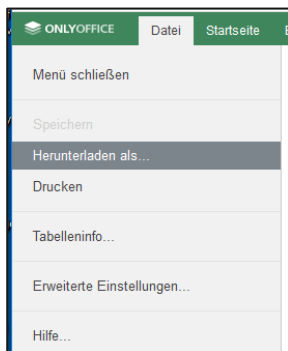 ONLYOFFICE Datei Startseite
Menü schließen
Speichern
Herunterladen als...
Drucken
Tabelleninfo...
Erweiterte Einstellungen...
Hilfe...